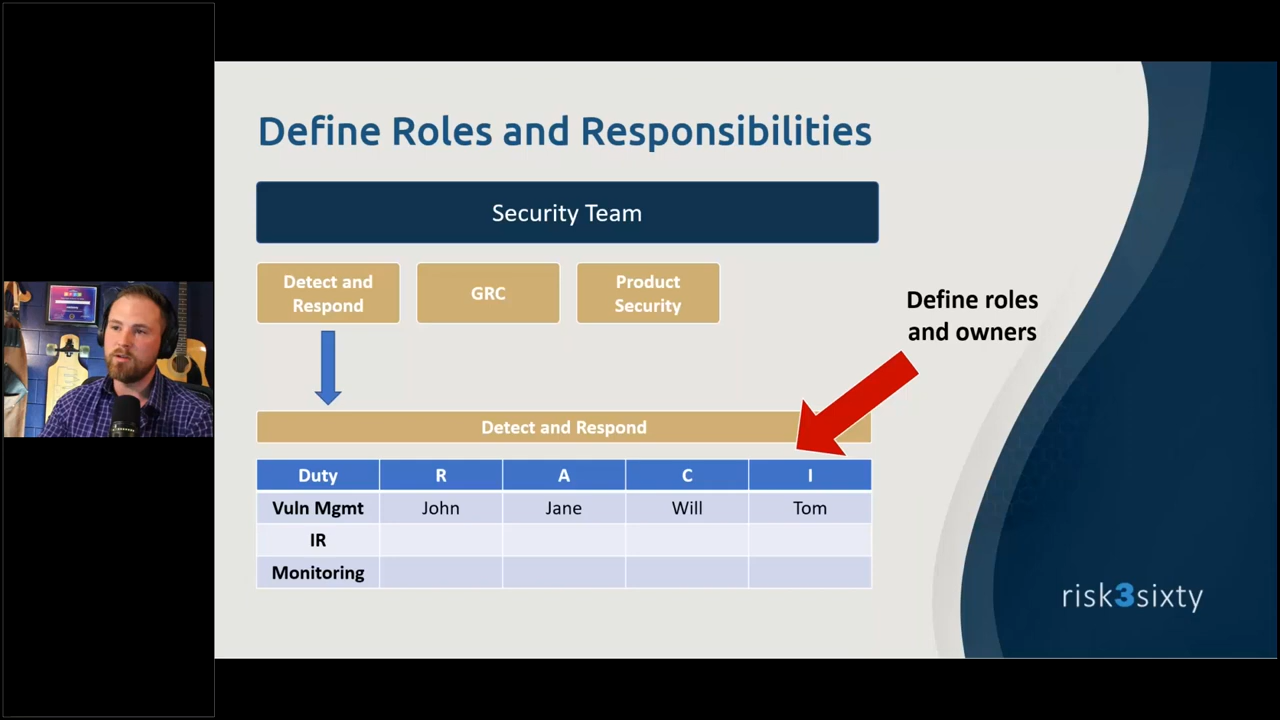 Define Roles and Responsibilities
Security Team
Detect and
Respond
GRC
Product
Security
Define roles
and owners
Detect and Respond
Duty R A C I
Vuln Mgmt John Jane Will Tom
IR
Monitoring
risk3sixty